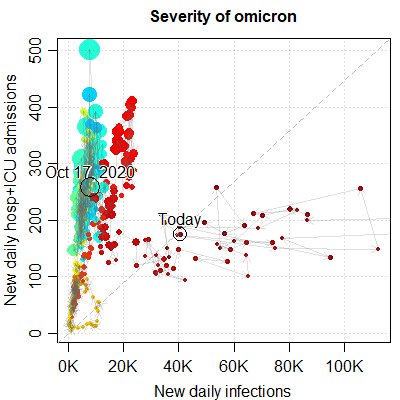 Severity of omicron
New daily hosp+ICU admissions
500
400
300
200
100
0
Oct 17, 2020
Today
0K 20K 40K 60K 80K 100K
New daily infections